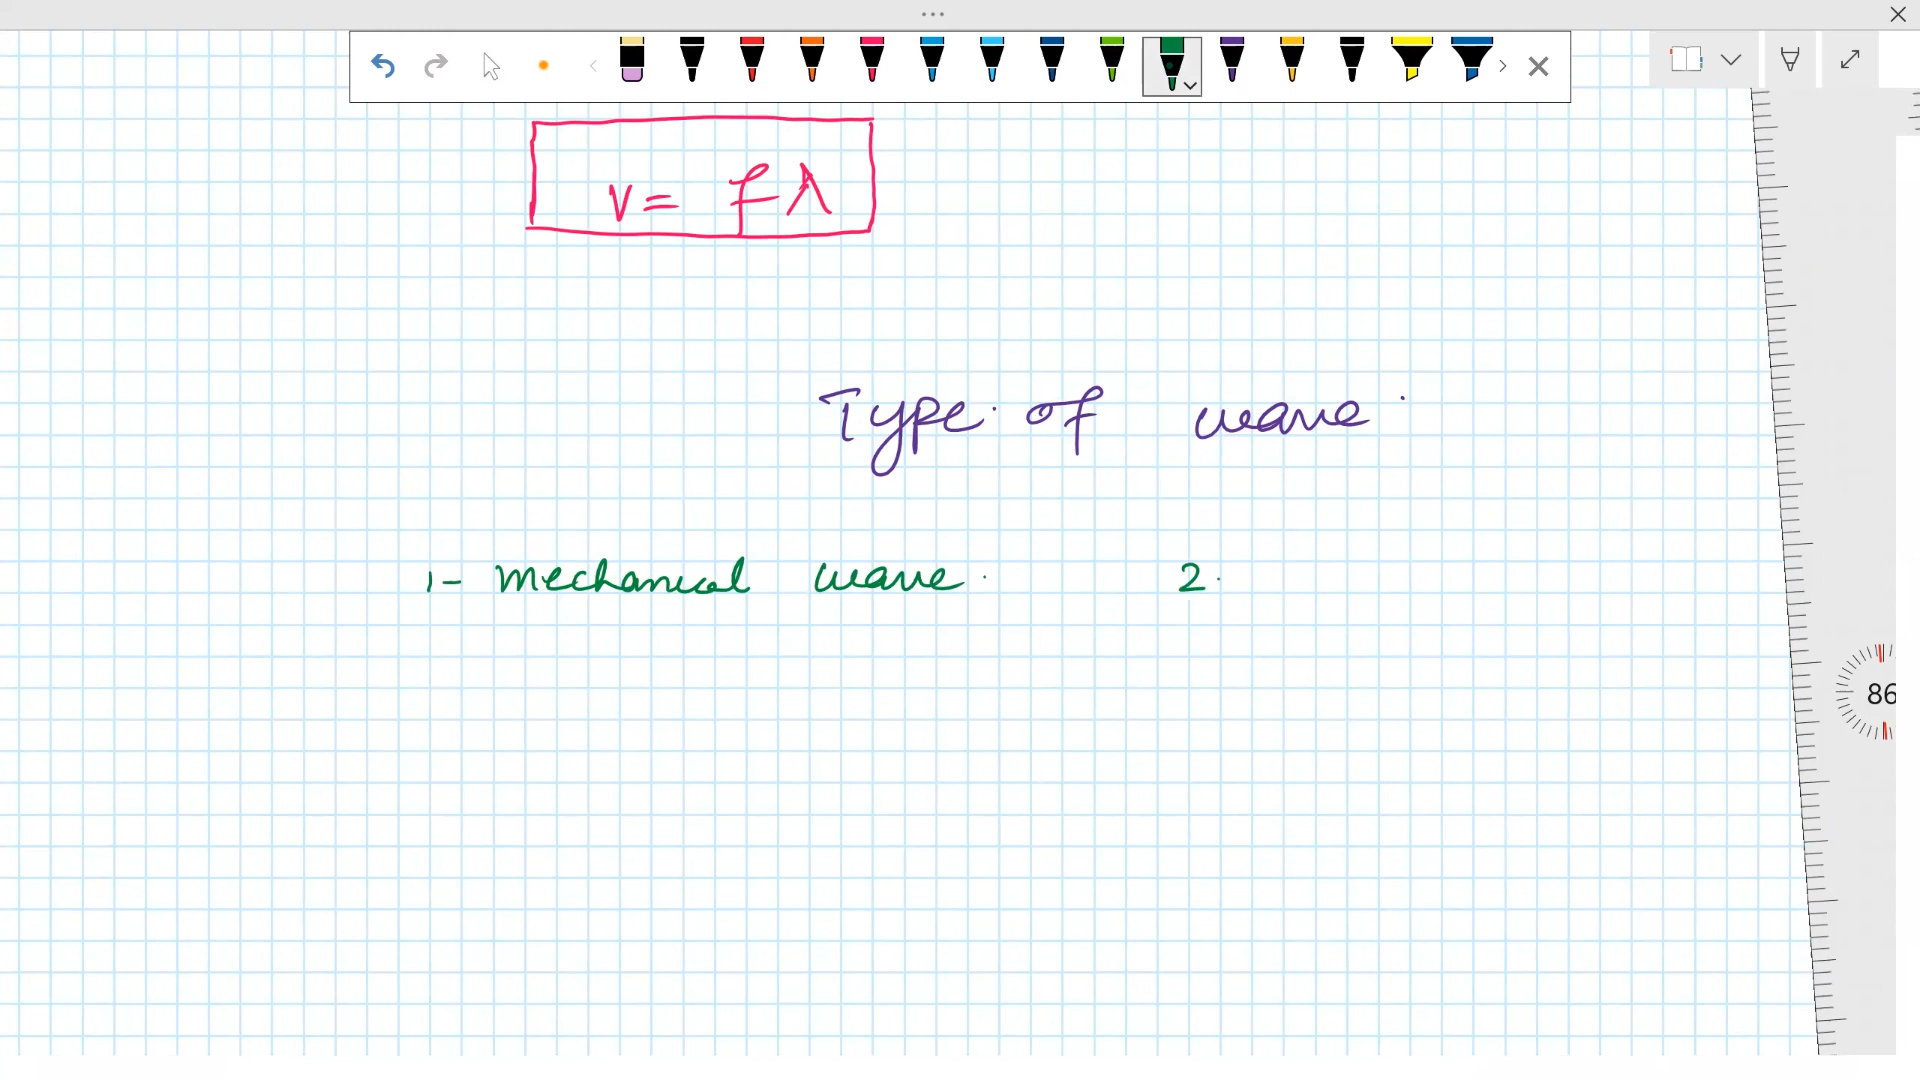 v= fλ
Type of wave.
1- mechanical wave. 2.
86